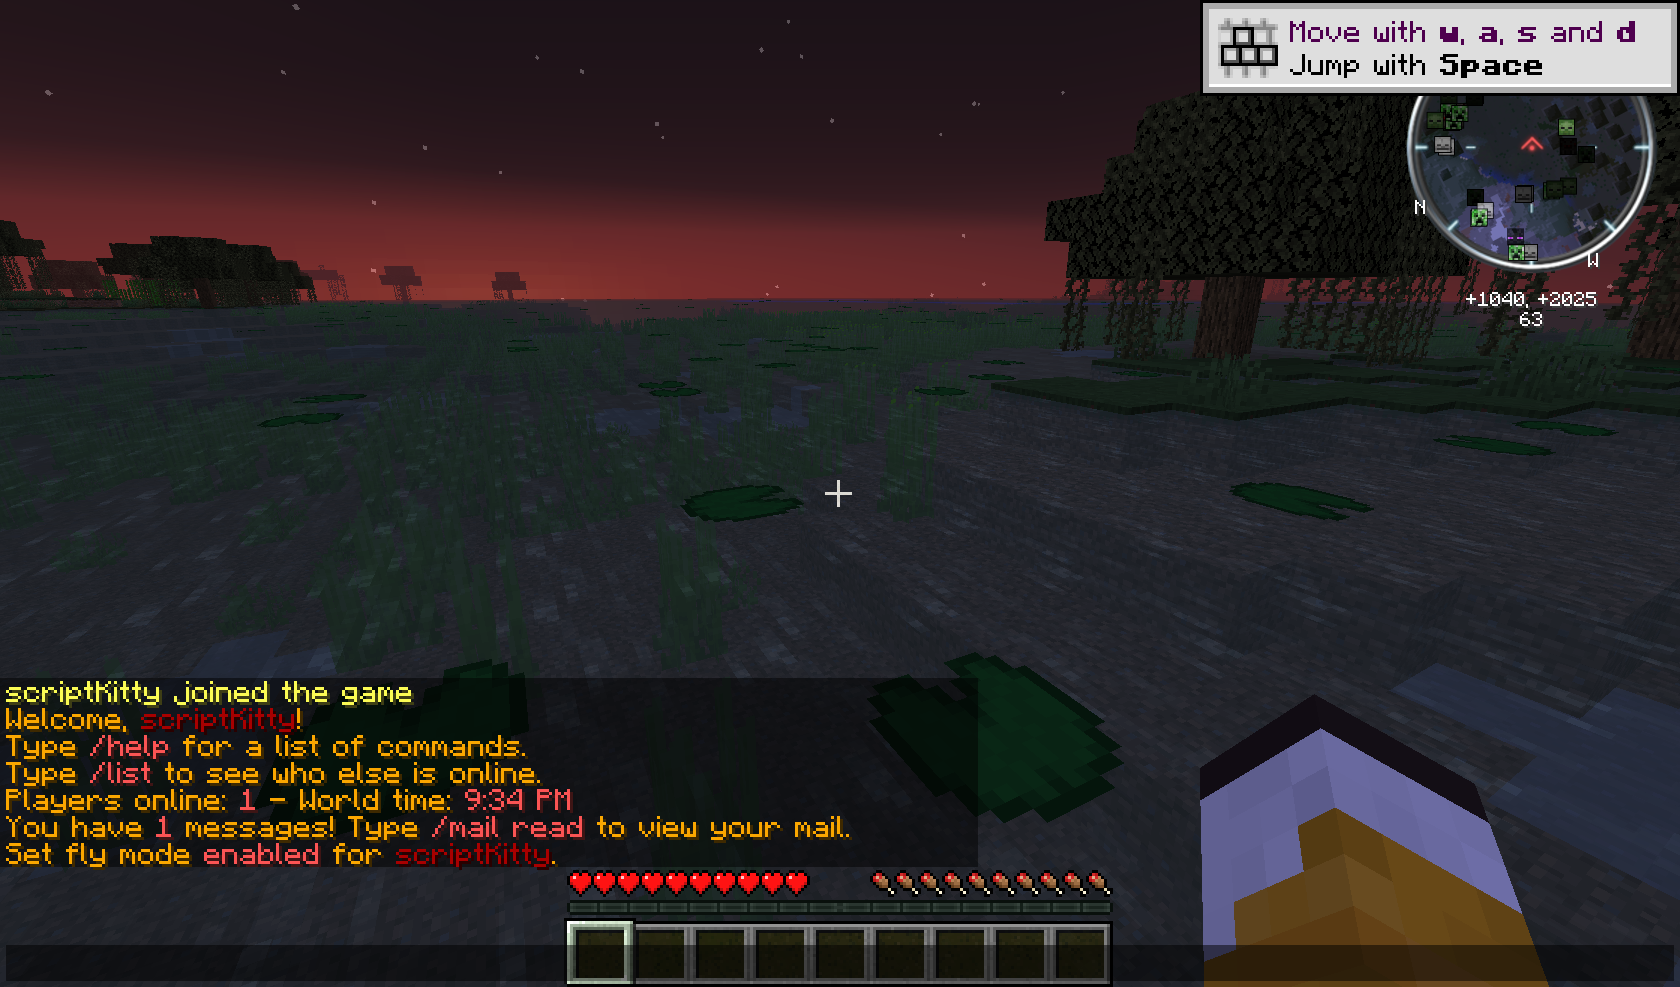 Move with w, a, s and d
Jump with Space
N
W
+1040, +2025
63
scriptKitty joined the game
Welcome, scriptKitty!
Type /help for a list of commands.
Type /list to see who else is online.
Players online: 1 - World time: 9:34 PM
You have 1 messages! Type /mail read to view your mail.
Set fly mode enabled for scriptKitty.